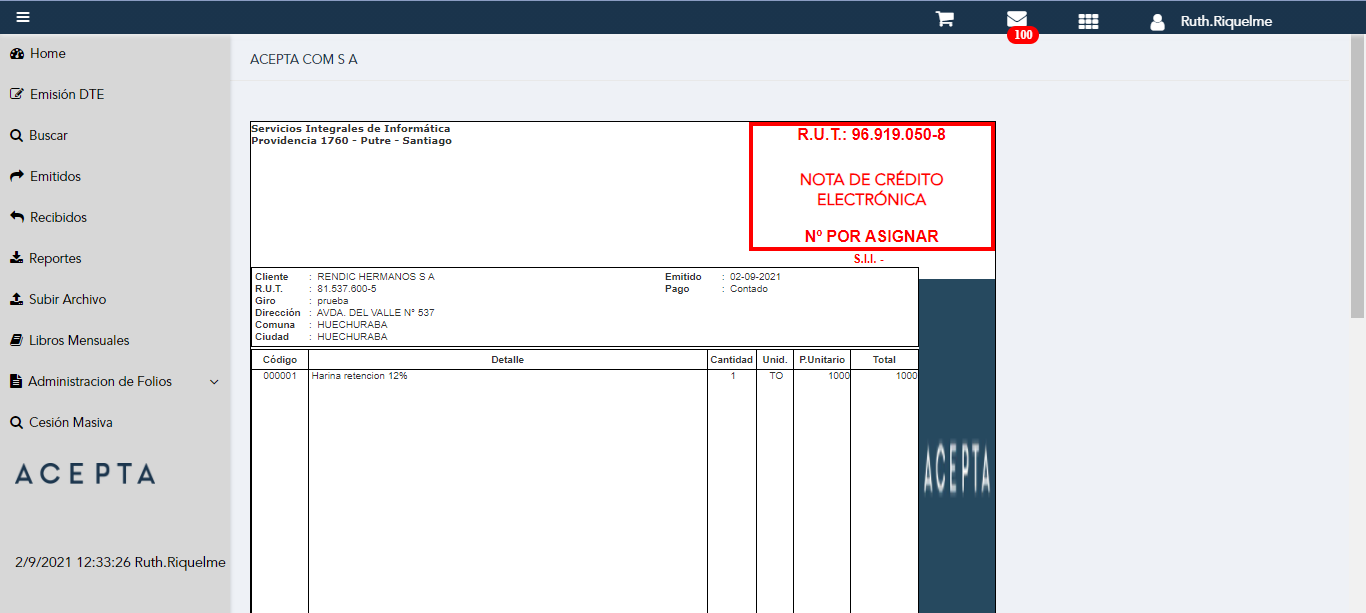 Ruth.Riquelme
100
Home
Emisión DTE
Buscar
Emitidos
Recibidos
Reportes
Subir Archivo
Libros Mensuales
Administracion de Folios
Cesión Masiva
ACEPTA
2/9/2021 12:33:26 Ruth.Riquelme
ACEPTA COM S A
Servicios Integrales de Informática
Providencia 1760 - Putre - Santiago
R.U.T.: 96.919.050-8
NOTA DE CRÉDITO
ELECTRÓNICA
Nº POR ASIGNAR
S.I.I. -
Cliente : RENDIC HERMANOS S A Emitido : 02-09-2021
R.U.T. : 81.537.600-5 Pago : Contado
Giro : prueba
Dirección : AVDA. DEL VALLE N° 537
Comuna : HUECHURABA
Ciudad : HUECHURABA
Código Detalle Cantidad Unid. P.Unitario Total
000001 Harina retencion 12% 1 TO 1000 1000
ACEPTA